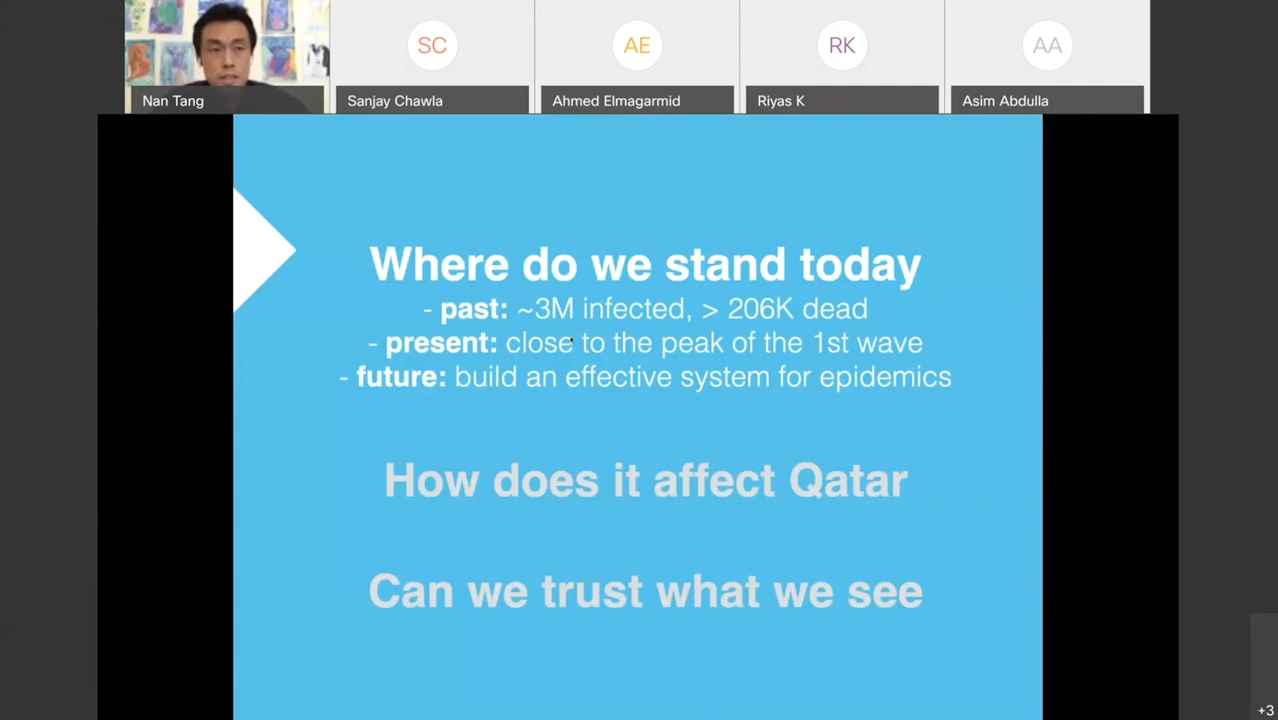 SC
AE
RK
AA
Nan Tang
Sanjay Chawla
Ahmed Elmagarmid
Riyas K
Asim Abdulla
Where do we stand today
- past: ~3M infected, > 206K dead
- present: close to the peak of the 1st wave
- future: build an effective system for epidemics
How does it affect Qatar
Can we trust what we see
+3